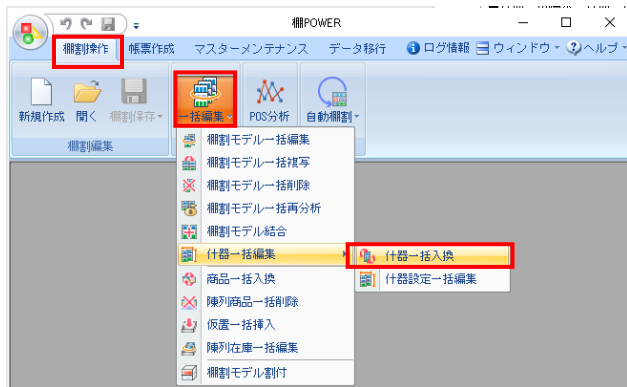 棚POWER
棚割操作 帳票作成 マスターメンテナンス データ移行 ログ情報 ウィンドウ ヘルプ
新規作成 開く 棚割保存 一括編集 POS分析 自動棚割
棚割編集
棚割モデル一括編集
棚割モデル一括複写
棚割モデル一括削除
棚割モデル一括再分析
棚割モデル結合
什器一括編集 什器一括入換
商品一括入換 什器設定一括編集
陳列商品一括削除
仮置一括挿入
陳列在庫一括編集
棚割モデル割付